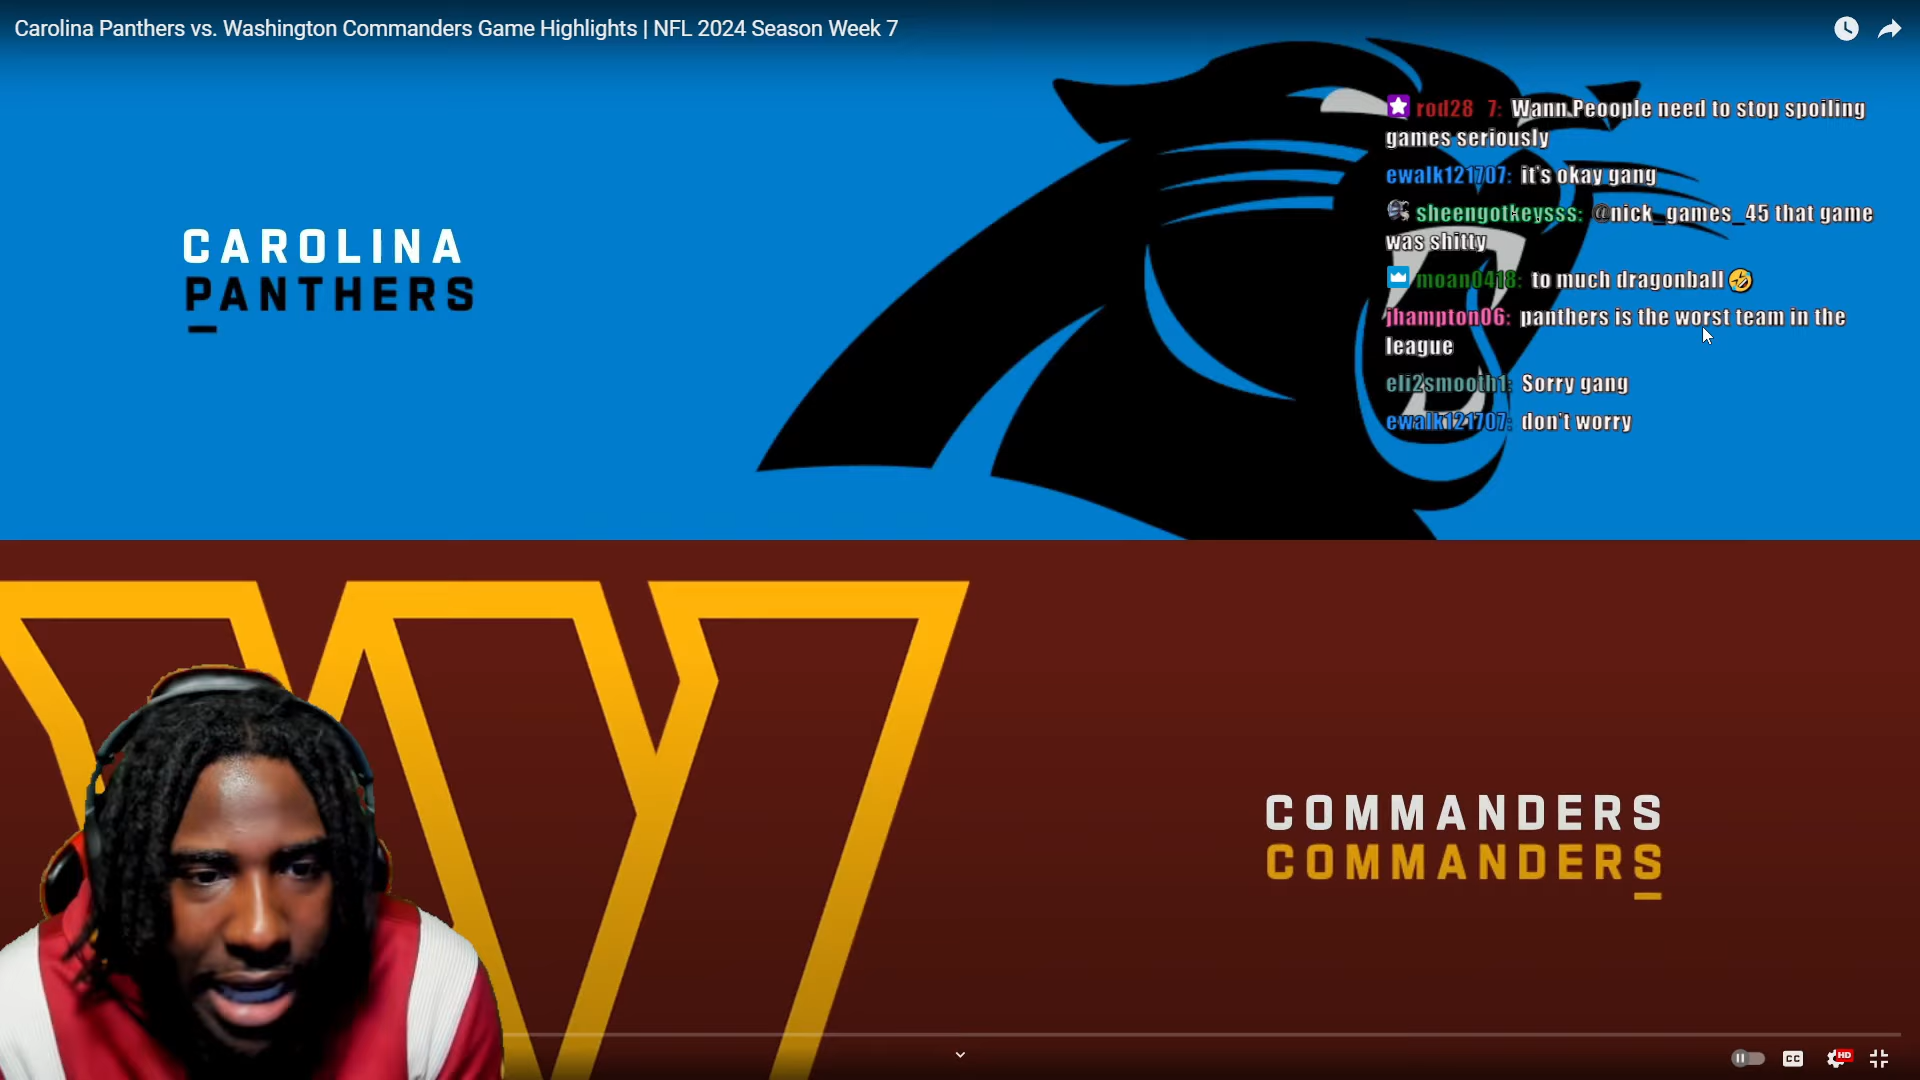 Carolina Panthers vs. Washington Commanders Game Highlights | NFL 2024 Season Week 7
rod28_7: Wann.Peoople need to stop spoiling
games seriously
ewalk121707: it's okay gang
sheengotkeysss: @nick_games_45 that game
was shitty
moan0418: to much dragonball 🤣
jhampton06: panthers is the worst team in the
league
eli2smooth1: Sorry gang
ewalk121707: don't worry
CAROLINA
PANTHERS
COMMANDERS
COMMANDERS
CC
HD